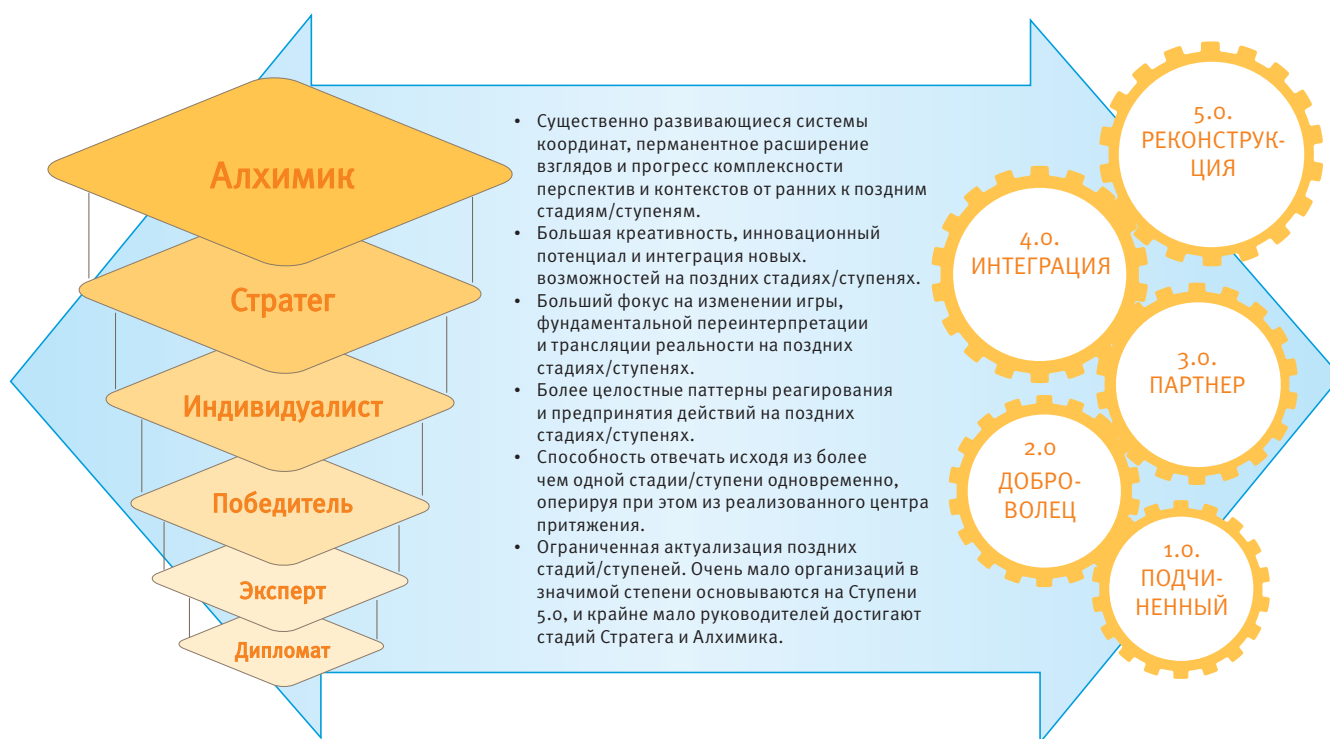 Алхимик
Стратег
Индивидуалист
Победитель
Эксперт
Дипломат
• Существенно развивающиеся системы
координат, перманентное расширение
взглядов и прогресс комплексности
перспектив и контекстов от ранних к поздним
стадиям/ступеням.
• Большая креативность, инновационный
потенциал и интеграция новых.
возможностей на поздних стадиях/ступенях.
• Больший фокус на изменении игры,
фундаментальной переинтерпретации
и трансляции реальности на поздних
стадиях/ступенях.
• Более целостные паттерны реагирования
и предпринятия действий на поздних
стадиях/ступенях.
• Способность отвечать исходя из более
чем одной стадии/ступени одновременно,
оперируя при этом из реализованного центра
притяжения.
• Ограниченная актуализация поздних
стадий/ступеней. Очень мало организаций в
значимой степени основываются на Ступени
5.0, и крайне мало руководителей достигают
стадий Стратега и Алхимика.
5.0.
РЕКОНСТРУК-
ЦИЯ
4.0.
ИНТЕГРАЦИЯ
3.0.
ПАРТНЕР
2.0
ДОБРО-
ВОЛЕЦ
1.0.
ПОДЧИ-
НЕННЫЙ